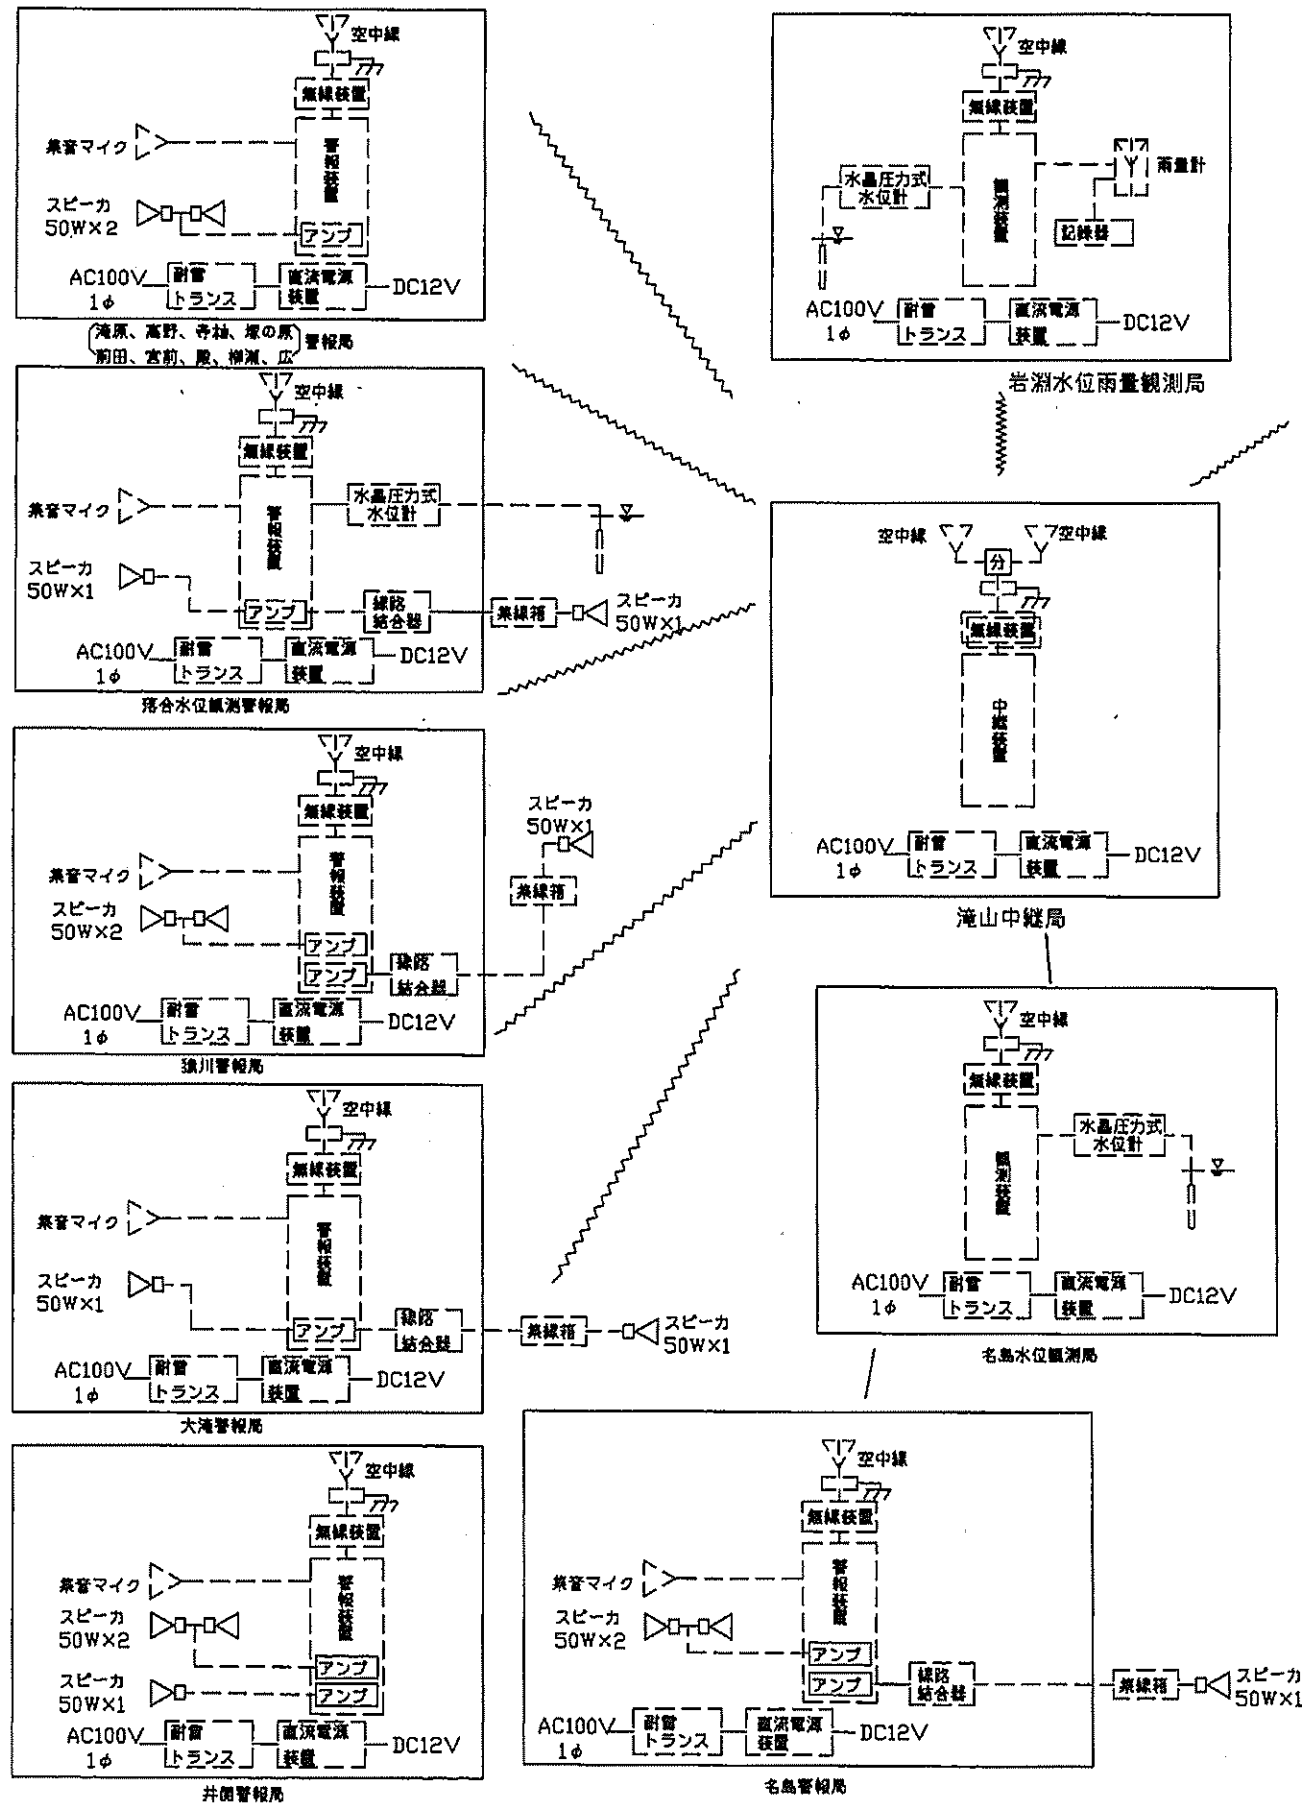 空中線
無線装置
集音マイク
警報装置
スピーカ
50W×2
アンプ
AC100V
1φ
耐雷
トランス
直流電源
装置
DC12V
滝原、高野、寺柚、塚の原
前田、宮前、殿、柳瀬、広
警報局
空中線
無線装置
集音マイク
警報装置
水晶圧力式
水位計
スピーカ
50W×1
アンプ
線路
結合器
集線箱
スピーカ
50W×1
AC100V
1φ
耐雷
トランス
直流電源
装置
DC12V
落合水位観測警報局
空中線
無線装置
集音マイク
警報装置
スピーカ
50W×2
アンプ
アンプ
線路
結合器
集線箱
スピーカ
50W×1
AC100V
1φ
耐雷
トランス
直流電源
装置
DC12V
川警報局
空中線
無線装置
集音マイク
警報装置
スピーカ
50W×1
アンプ
線路
結合器
集線箱
スピーカ
50W×1
AC100V
1φ
耐雷
トランス
直流電源
装置
DC12V
大滝警報局
空中線
無線装置
集音マイク
警報装置
スピーカ
50W×2
アンプ
スピーカ
50W×1
アンプ
AC100V
1φ
耐雷
トランス
直流電源
装置
DC12V
警報局
空中線
無線装置
観測装置
水晶圧力式
水位計
雨量計
記録器
AC100V
1φ
耐雷
トランス
直流電源
装置
DC12V
岩淵水位雨量観測局
空中線
空中線
分
無線装置
中継装置
AC100V
1φ
耐雷
トランス
直流電源
装置
DC12V
滝山中継局
空中線
無線装置
観測装置
水晶圧力式
水位計
AC100V
1φ
耐雷
トランス
直流電源
装置
DC12V
名島水位観測局
空中線
無線装置
集音マイク
警報装置
スピーカ
50W×2
アンプ
アンプ
線路
結合器
集線箱
スピーカ
50W×1
AC100V
1φ
耐雷
トランス
直流電源
装置
DC12V
名島警報局